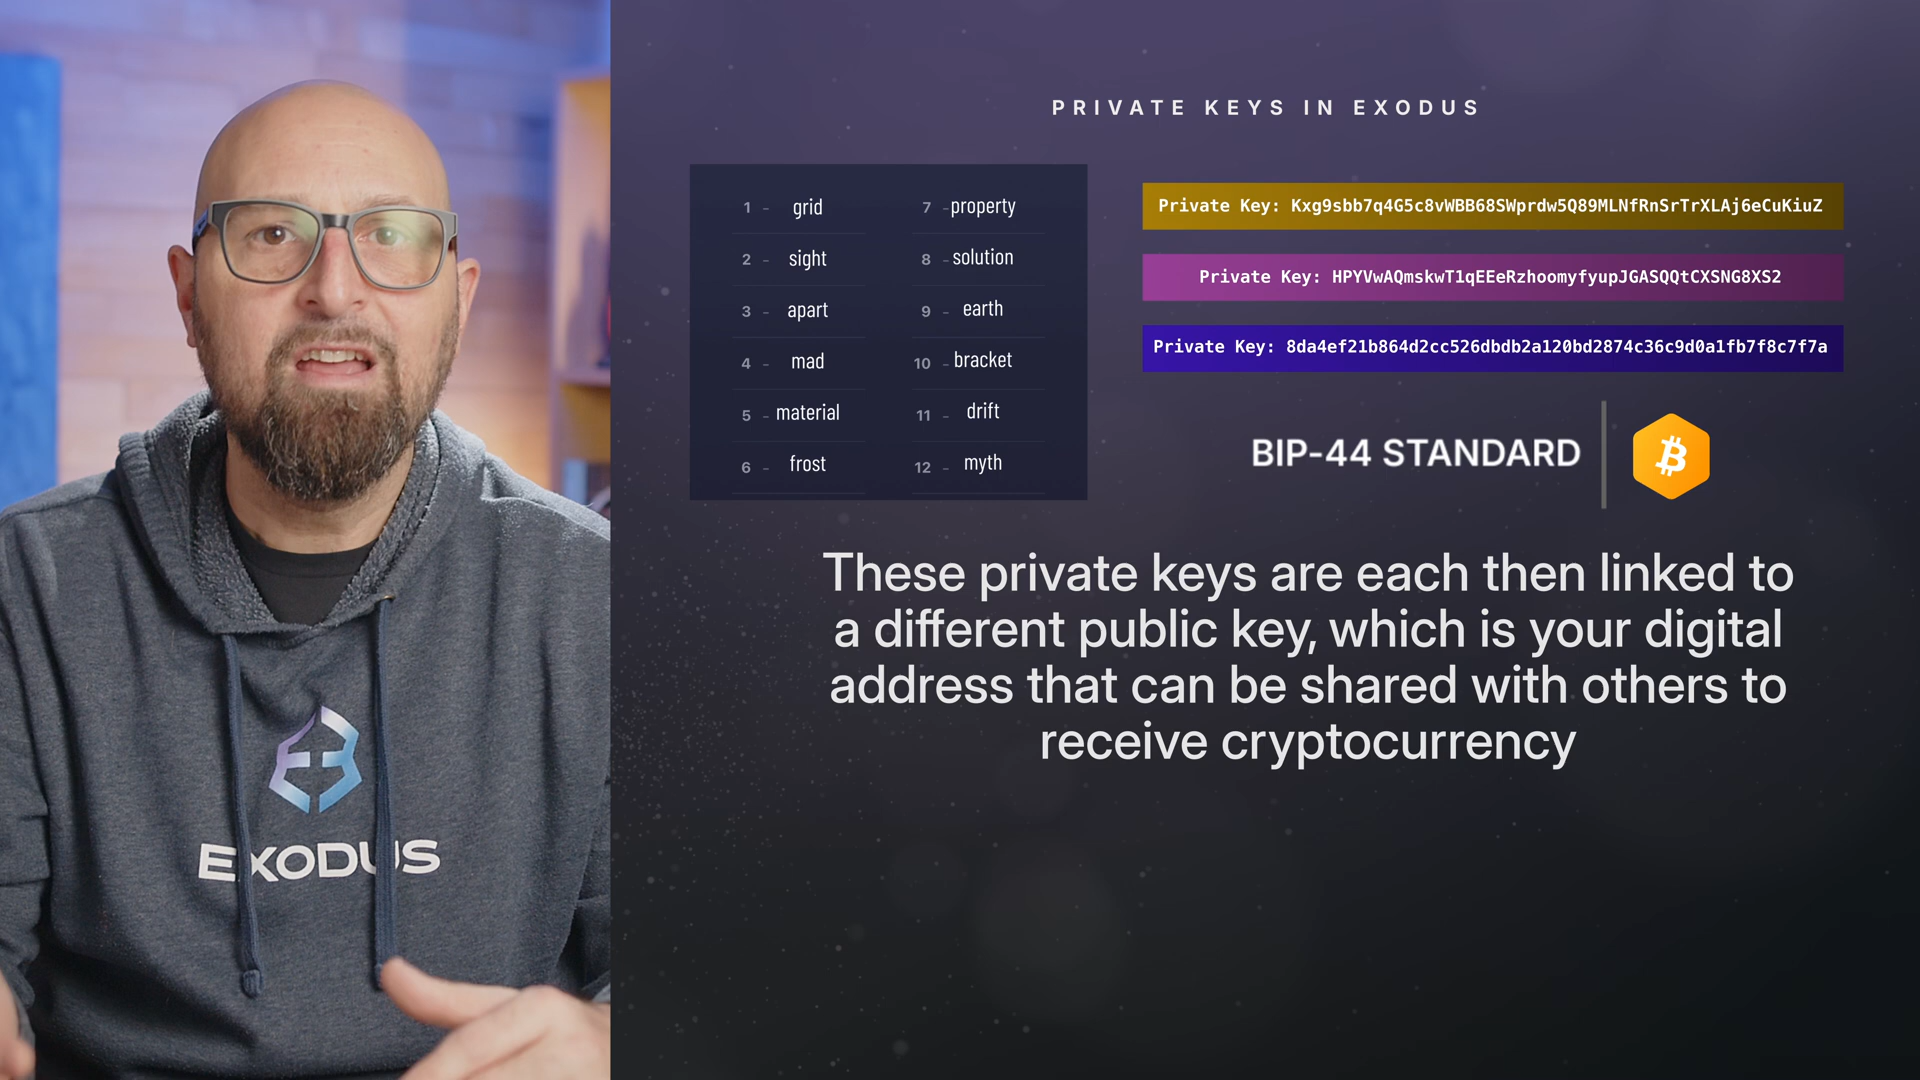 PRIVATE KEYS IN EXODUS
1 - grid
2 - sight
3 - apart
4 - mad
5 - material
6 - frost
7 - property
8 - solution
9 - earth
10 - bracket
11 - drift
12 - myth
Private Key: Kxg9sbb7q4G5c8vWBB68SWprdw5Q89MLNfRnSrTrXLAj6eCuKiuZ
Private Key: HPYVwAQmskwT1qEEeRzhoomyfyupJGASQQtCXSNG8XS2
Private Key: 8da4ef21b864d2cc526dbdb2a120bd2874c36c9d0a1fb7f8c7f7a
BIP-44 STANDARD
These private keys are each then linked to
a different public key, which is your digital
address that can be shared with others to
receive cryptocurrency
EXODUS